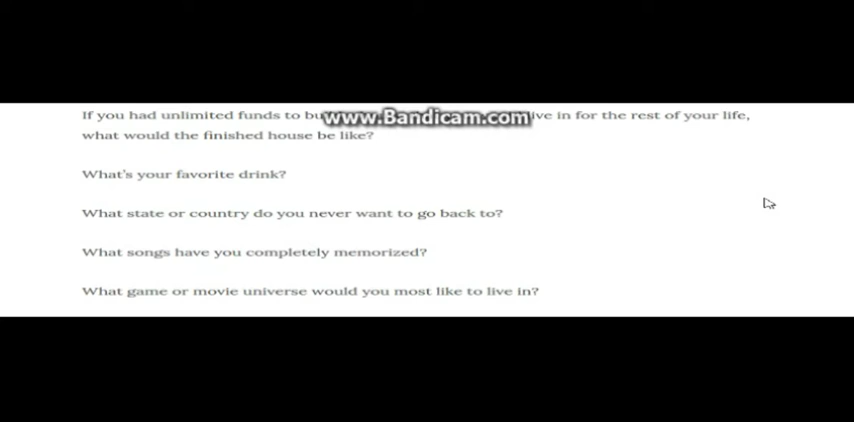 If you had unlimited funds to bu www.Bandicam.com ive in for the rest of your life,
what would the finished house be like?
What's your favorite drink?
What state or country do you never want to go back to?
What songs have you completely memorized?
What game or movie universe would you most like to live in?